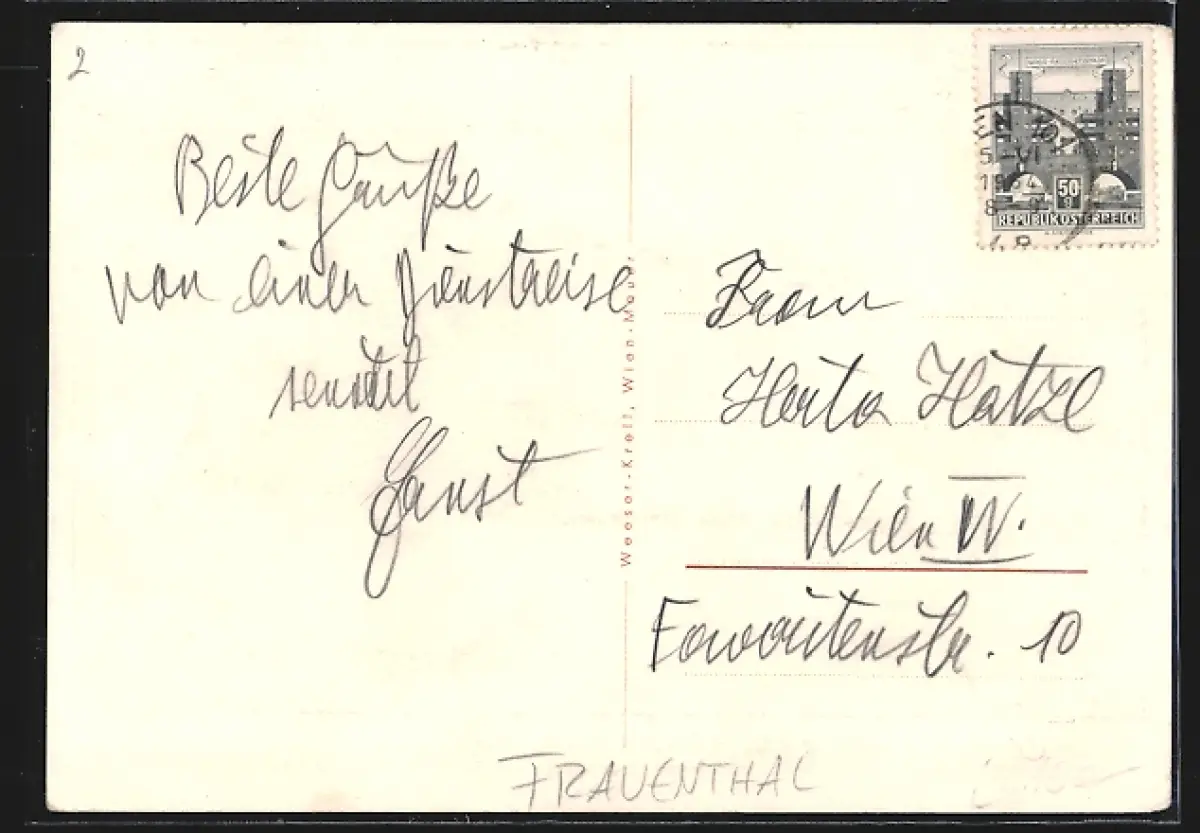 2
Beste Grüße
von einer Dienstreise
sendet
Ernst
Weeser-Krell, Wien-Mauer
REPUBLIK ÖSTERREICH
50 g
Frau
Herta Hatzl
Wien IV.
Favoritenstr. 10
FRAUENTHAL